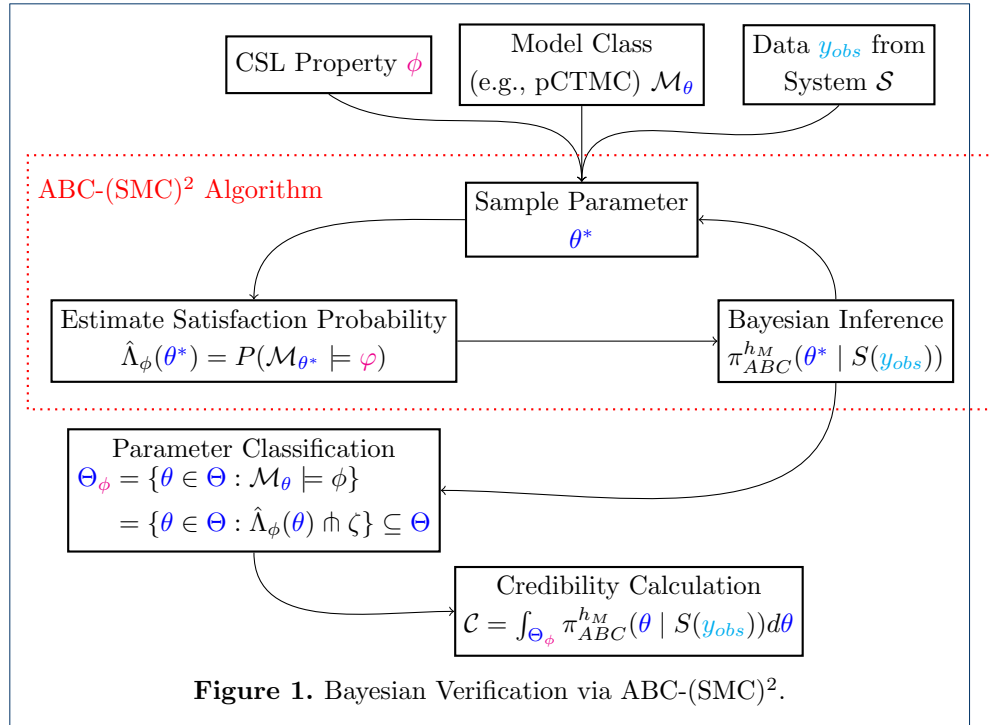 CSL Property ϕ
Model Class
(e.g., pCTMC) ℳ_θ
Data y_obs from
System 𝒮
ABC-(SMC)² Algorithm
Sample Parameter
θ*
Estimate Satisfaction Probability
Λ̂_ϕ(θ*) = P(ℳ_θ* ⊨ φ)
Bayesian Inference
π_ABC^h_M(θ* | S(y_obs))
Parameter Classification
Θ_ϕ = {θ ∈ Θ : ℳ_θ ⊨ ϕ}
= {θ ∈ Θ : Λ̂_ϕ(θ) ⋔ ζ} ⊆ Θ
Credibility Calculation
𝒞 = ∫_Θ_ϕ π_ABC^h_M(θ | S(y_obs))dθ
Figure 1. Bayesian Verification via ABC-(SMC)².